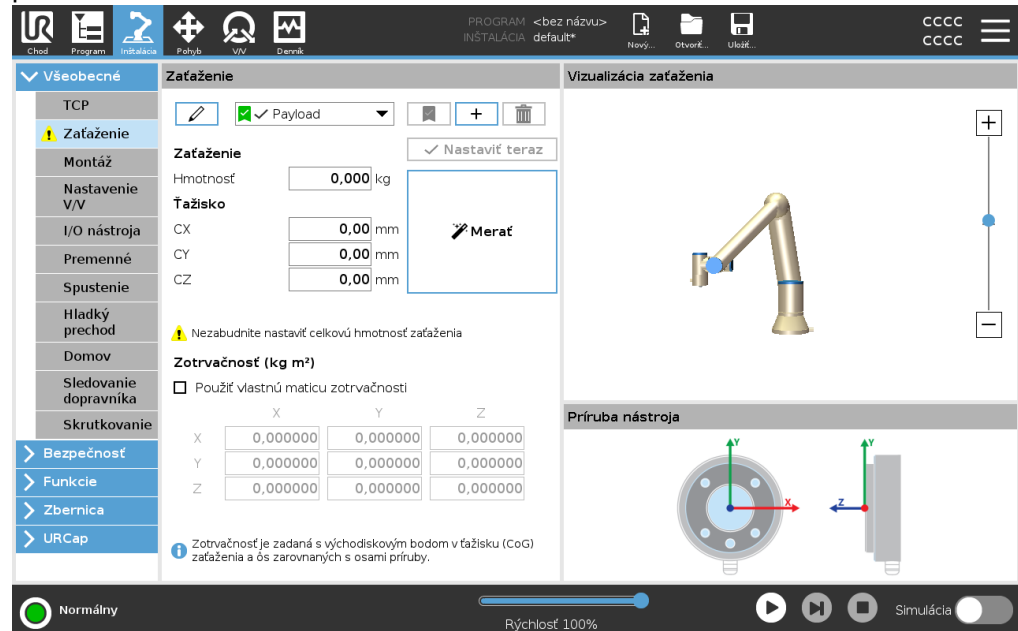 PROGRAM <bez názvu>
INŠTALÁCIA default*
Chod
Program
Inštalácia
Pohyb
V/V
Denník
Nový...
Otvoriť...
Uložiť...
cccc
cccc
Všeobecné
TCP
Zaťaženie
Montáž
Nastavenie
V/V
I/O nástroja
Premenné
Spustenie
Hladký
prechod
Domov
Sledovanie
dopravníka
Skrutkovanie
Bezpečnosť
Funkcie
Zbernica
URCap
Zaťaženie
Payload
Nastaviť teraz
Zaťaženie
Hmotnosť 0,000 kg
Ťažisko
CX 0,00 mm
CY 0,00 mm
CZ 0,00 mm
Merať
Nezabudnite nastaviť celkovú hmotnosť zaťaženia
Zotrvačnosť (kg m²)
Použiť vlastnú maticu zotrvačnosti
X Y Z
X 0,000000 0,000000 0,000000
Y 0,000000 0,000000 0,000000
Z 0,000000 0,000000 0,000000
Zotrvačnosť je zadaná s východiskovým bodom v ťažisku (CoG)
zaťaženia a ôs zarovnaných s osami príruby.
Vizualizácia zaťaženia
Príruba nástroja
Y
X
Y
Z
Normálny
Rýchlosť 100%
Simulácia